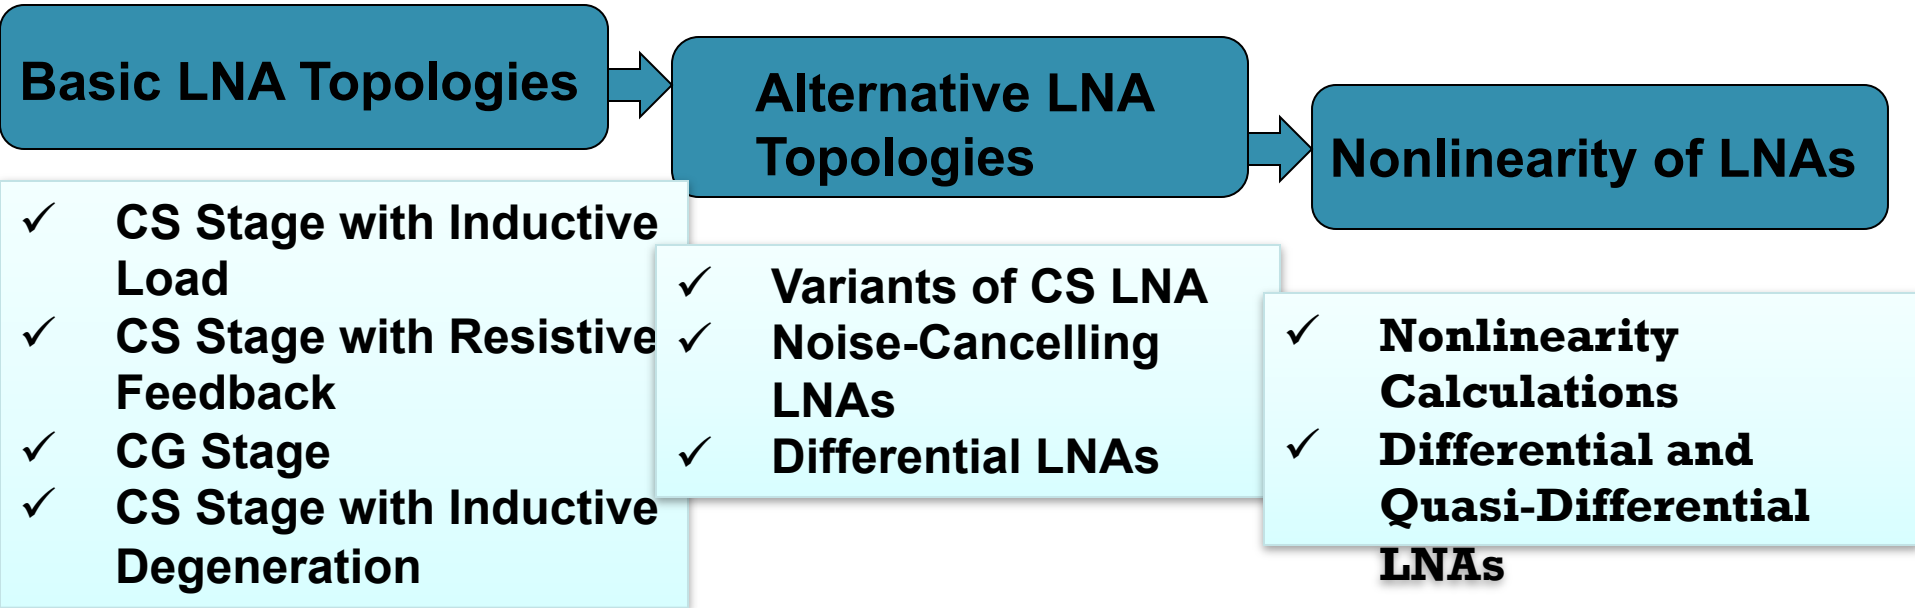 Basic LNA Topologies
Alternative LNA
Topologies
Nonlinearity of LNAs
✓ CS Stage with Inductive
Load
✓ CS Stage with Resistive
Feedback
✓ CG Stage
✓ CS Stage with Inductive
Degeneration
✓ Variants of CS LNA
✓ Noise-Cancelling
LNAs
✓ Differential LNAs
✓ Nonlinearity
Calculations
✓ Differential and
Quasi-Differential
LNAs